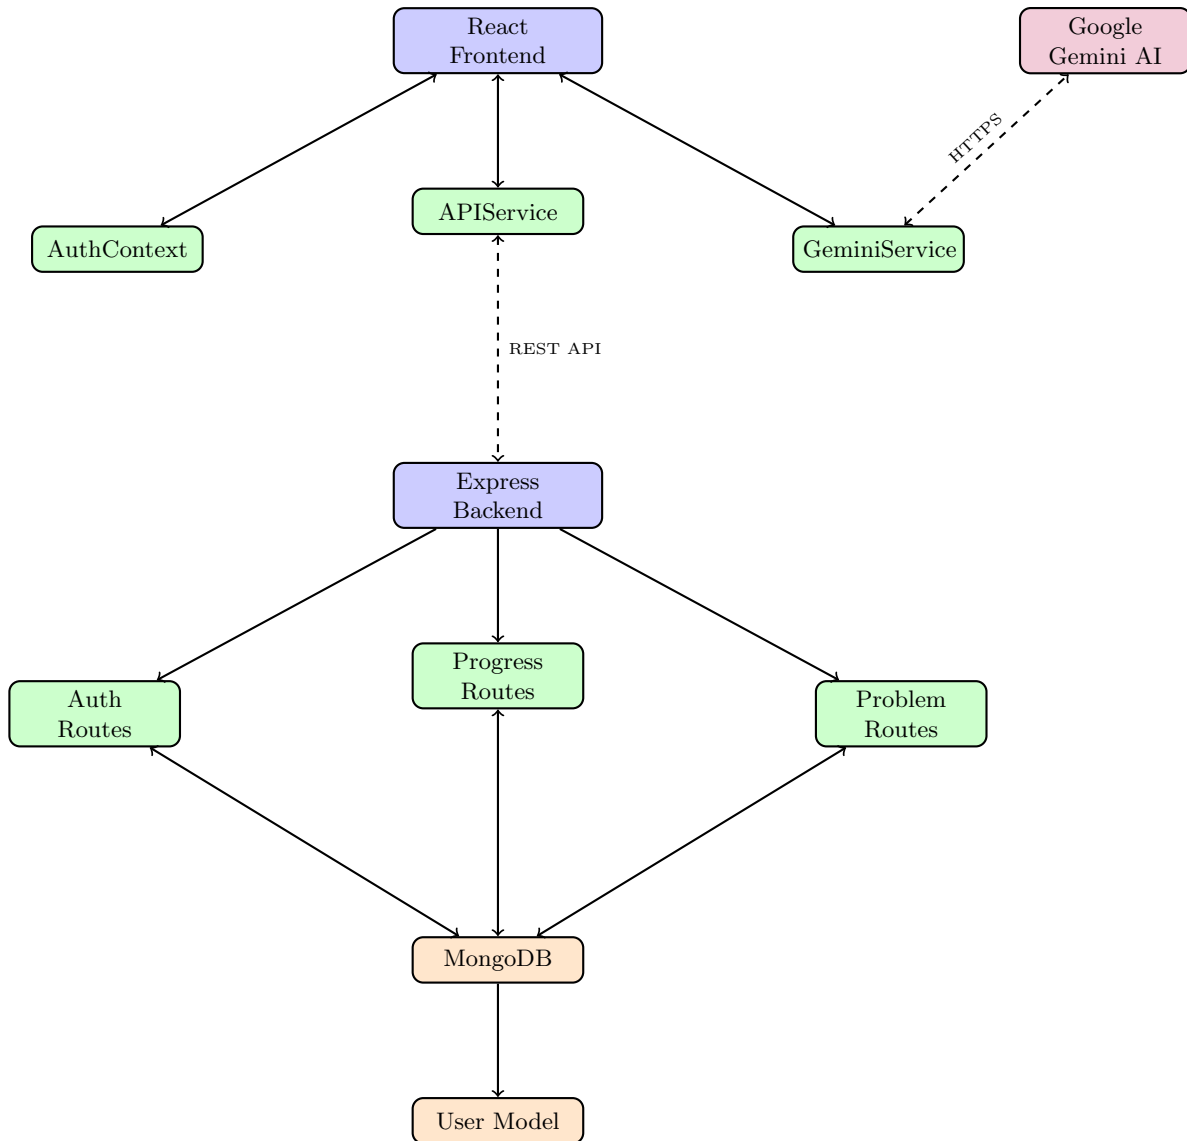 React
Frontend
Google
Gemini AI
HTTPS
APIService
AuthContext
GeminiService
REST API
Express
Backend
Progress
Routes
Auth
Routes
Problem
Routes
MongoDB
User Model